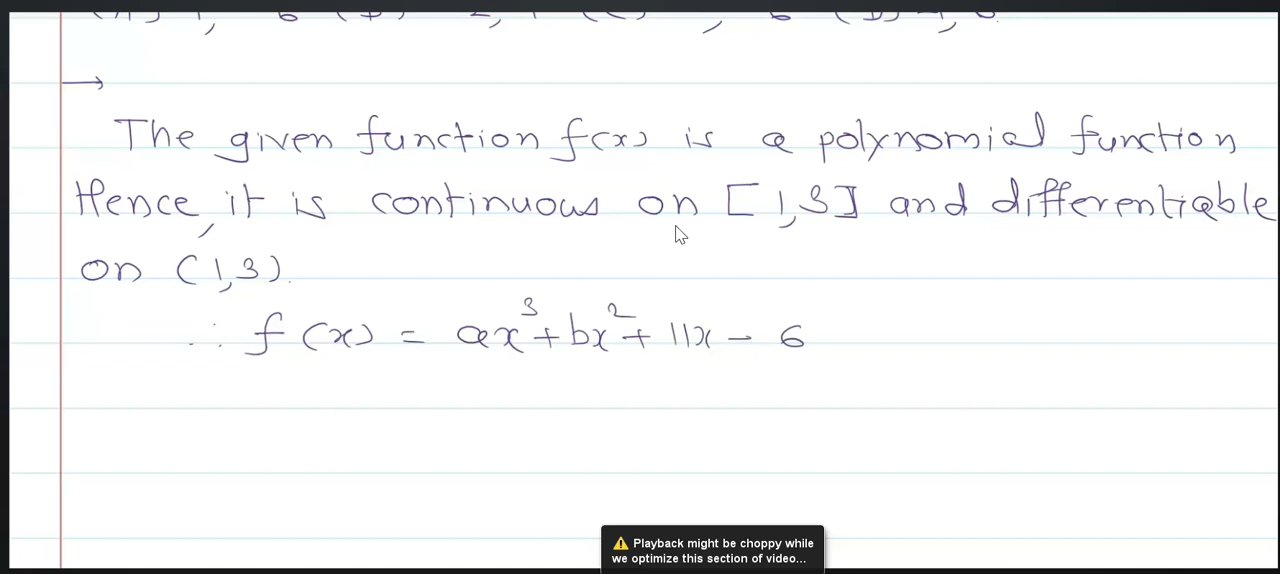 The given function f(x) is a polynomial function
Hence, it is continuous on [1,3] and differentiable
on (1,3).
∴ f(x) = ax³ + bx² + 11x - 6
⚠ Playback might be choppy while
we optimize this section of video...